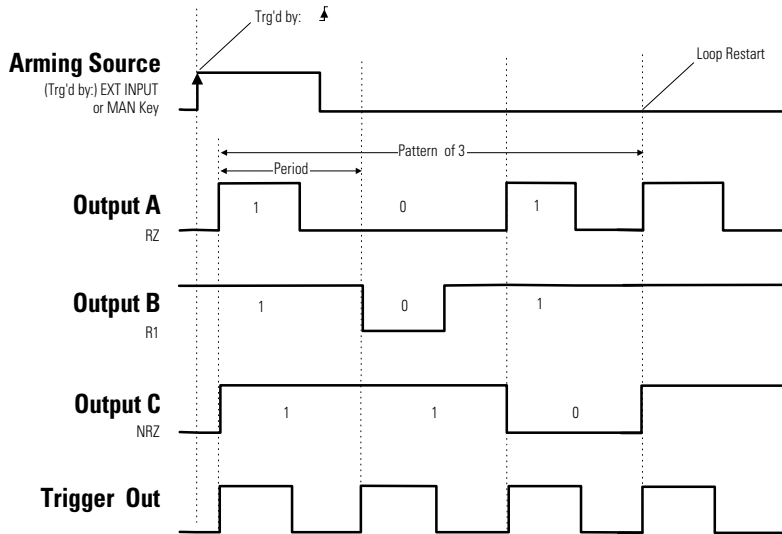 Trg'd by:
Arming Source
(Trg'd by:) EXT INPUT
or MAN Key
Loop Restart
Pattern of 3
Period
Output A
RZ
1 0 1
Output B
R1
1 0 1
Output C
NRZ
1 1 0
Trigger Out